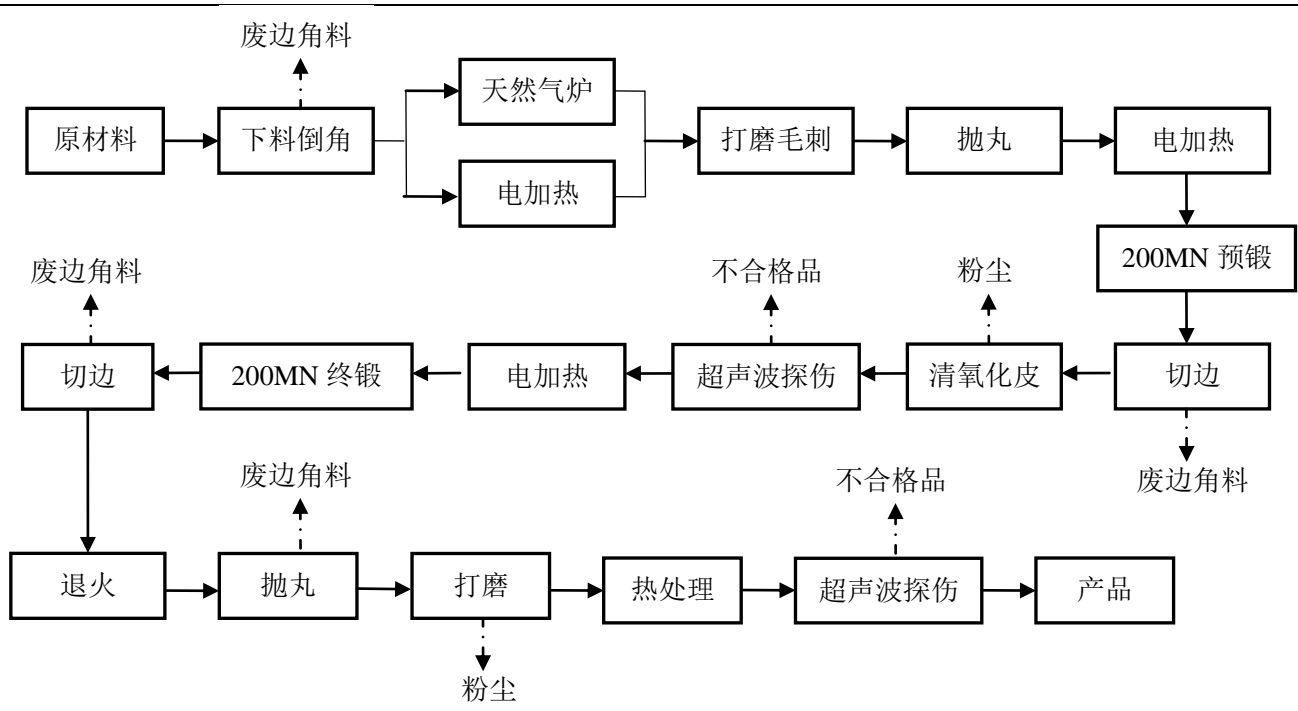 废边角料
天然气炉
原材料
下料倒角
打磨毛刺
抛丸
电加热
电加热
200MN 预锻
废边角料
不合格品
粉尘
切边
200MN 终锻
电加热
超声波探伤
清氧化皮
切边
废边角料
不合格品
废边角料
退火
抛丸
打磨
热处理
超声波探伤
产品
粉尘